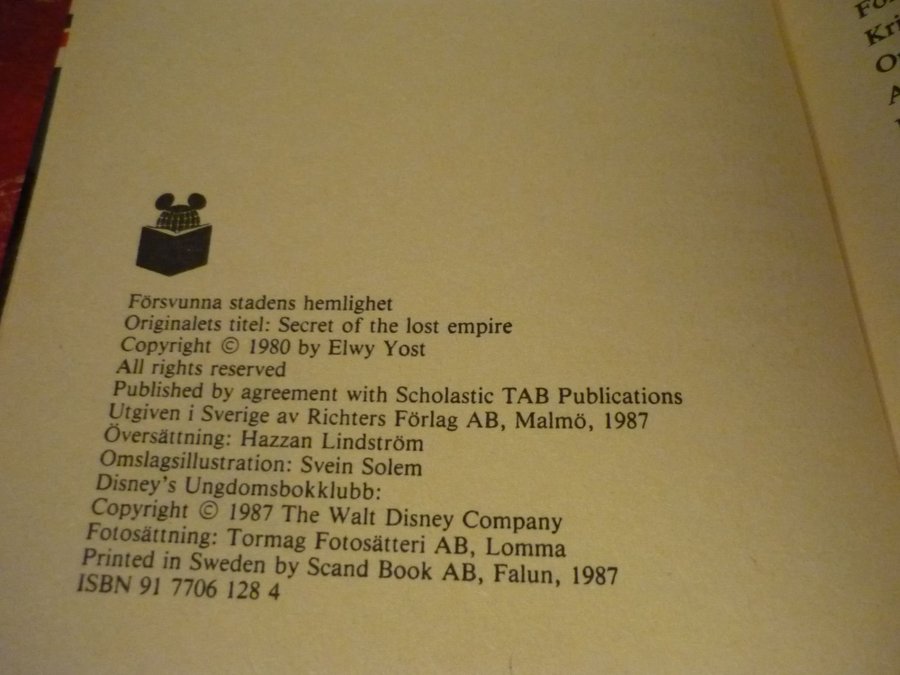 Försvunna stadens hemlighet
Originalets titel: Secret of the lost empire
Copyright © 1980 by Elwy Yost
All rights reserved
Published by agreement with Scholastic TAB Publications
Utgiven i Sverige av Richters Förlag AB, Malmö, 1987
Översättning: Hazzan Lindström
Omslagsillustration: Svein Solem
Disney's Ungdomsbokklubb:
Copyright © 1987 The Walt Disney Company
Fotosättning: Tormag Fotosätteri AB, Lomma
Printed in Sweden by Scand Book AB, Falun, 1987
ISBN 91 7706 128 4